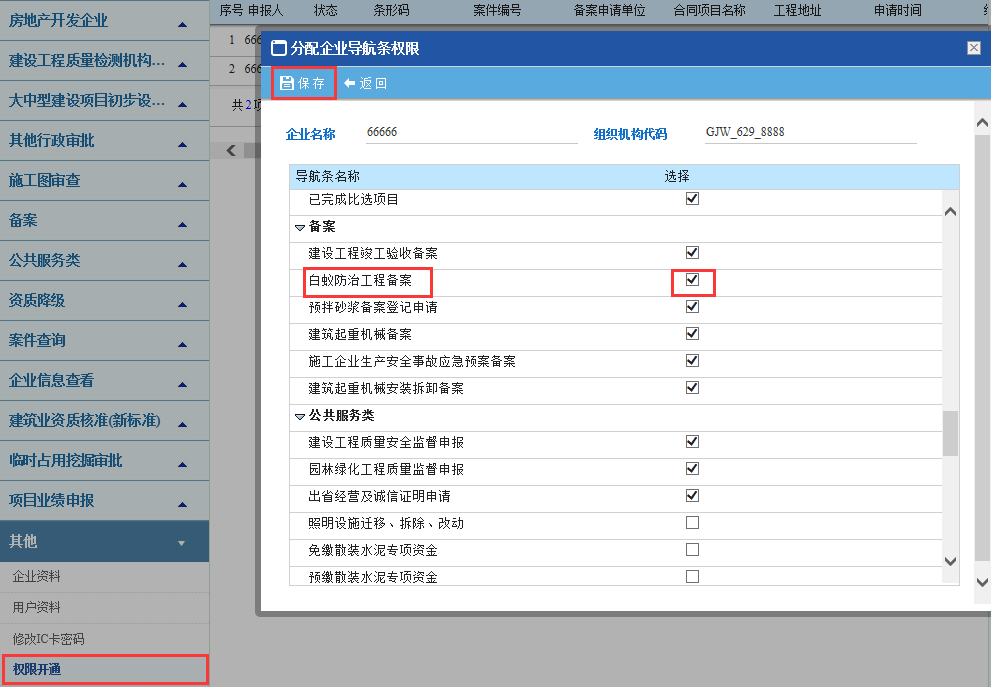 房地产开发企业
建设工程质量检测机构...
大中型建设项目初步设...
其他行政审批
施工图审查
备案
公共服务类
资质降级
案件查询
企业信息查看
建筑业资质核准(新标准)
临时占用挖掘审批
项目业绩申报
其他
企业资料
用户资料
修改IC卡密码
权限开通
序号 申报人 状态 条形码 案件编号 备案申请单位 合同项目名称 工程地址 申请时间
1 666
2 666
共2项
分配企业导航条权限
保存 返回
企业名称 66666 组织机构代码 GJW_629_8888
导航条名称 选择
已完成比选项目
备案
建设工程竣工验收备案
白蚁防治工程备案
预拌砂浆备案登记申请
建筑起重机械备案
施工企业生产安全事故应急预案备案
建筑起重机械安装拆卸备案
公共服务类
建设工程质量安全监督申报
园林绿化工程质量监督申报
出省经营及诚信证明申请
照明设施迁移、拆除、改动
免缴散装水泥专项资金
预缴散装水泥专项资金